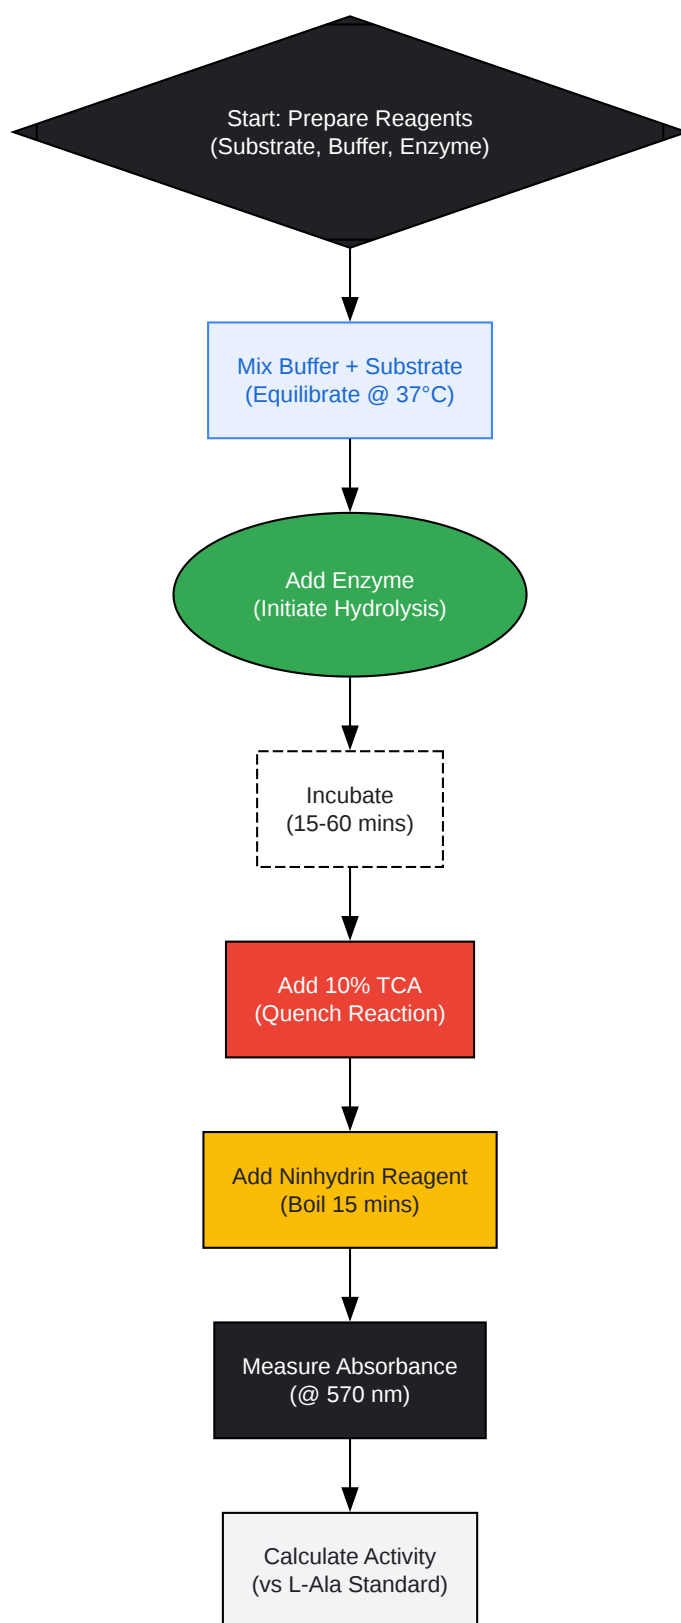 Start: Prepare Reagents
(Substrate, Buffer, Enzyme)
Mix Buffer + Substrate
(Equilibrate @ 37°C)
Add Enzyme
(Initiate Hydrolysis)
Incubate
(15-60 mins)
Add 10% TCA
(Quench Reaction)
Add Ninhydrin Reagent
(Boil 15 mins)
Measure Absorbance
(@ 570 nm)
Calculate Activity
(vs L-Ala Standard)